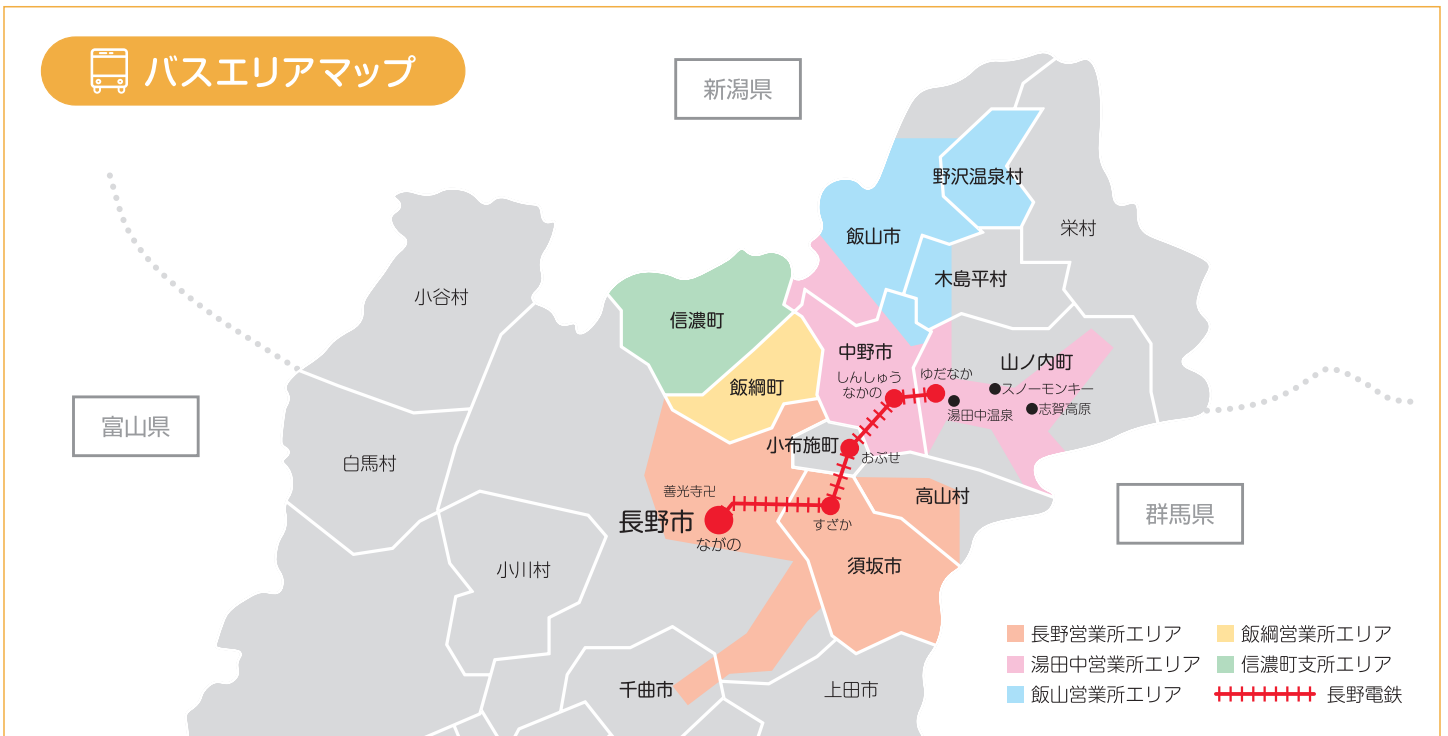 バスエリアマップ
新潟県
野沢温泉村
栄村
飯山市
木島平村
小谷村
信濃町
中野市
山ノ内町
しんしゅう
なかの
ゆだなか
スノーモンキー
飯綱町
湯田中温泉
志賀高原
富山県
白馬村
小布施町
おぶせ
善光寺卍
高山村
長野市
ながの
すざか
群馬県
小川村
須坂市
千曲市
上田市
長野営業所エリア
飯綱営業所エリア
湯田中営業所エリア
信濃町支所エリア
飯山営業所エリア
長野電鉄